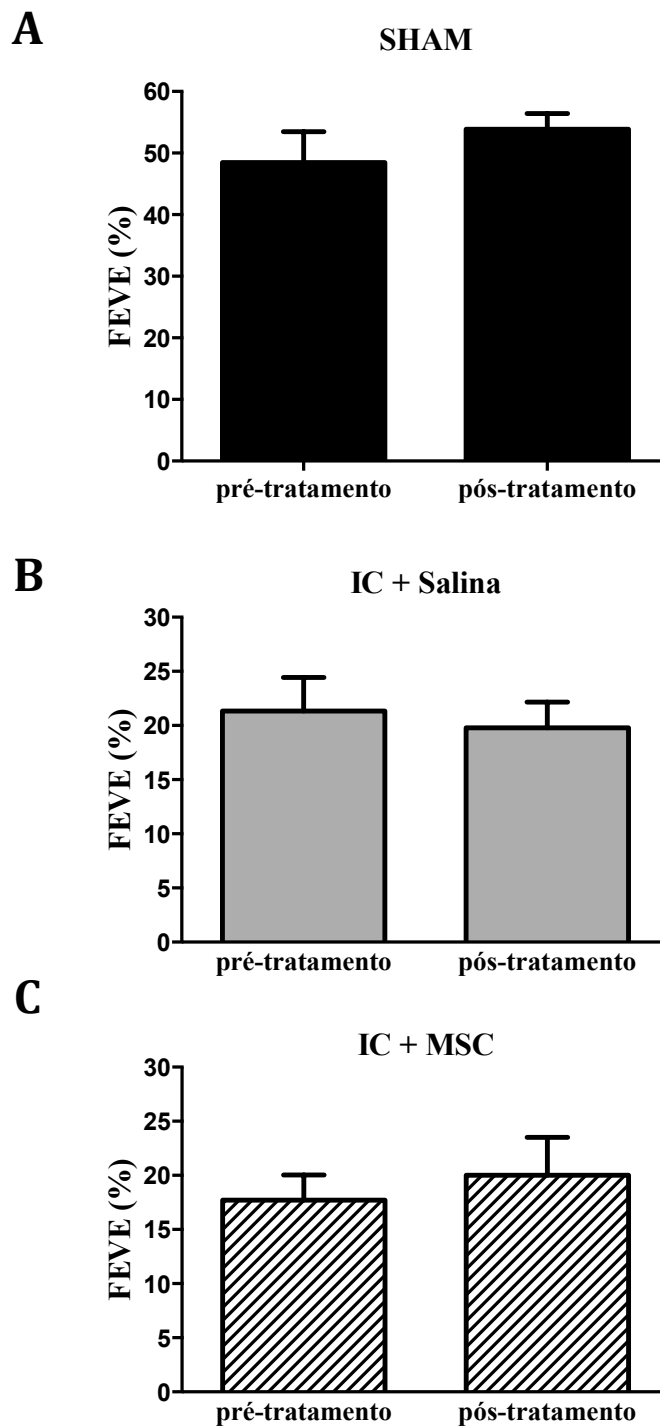 A
SHAM
FEVE (%)
60
50
40
30
20
10
0
pré-tratamento pós-tratamento
B
IC + Salina
FEVE (%)
30
25
20
15
10
5
0
pré-tratamento pós-tratamento
C
IC + MSC
FEVE (%)
30
25
20
15
10
5
0
pré-tratamento pós-tratamento